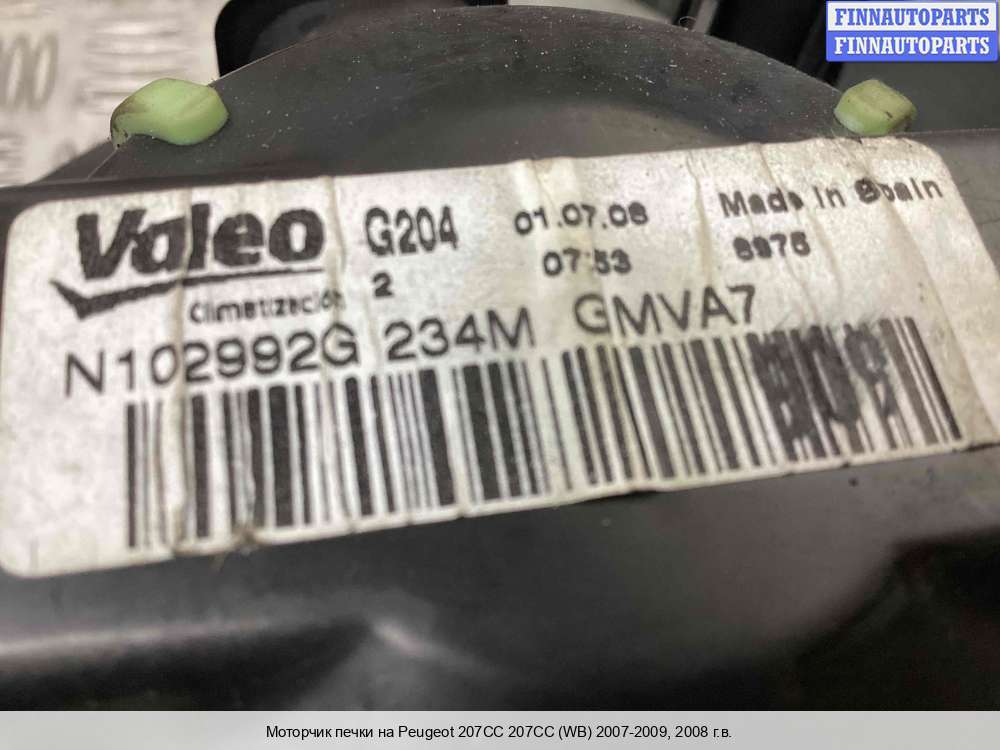 FINNAUTOPARTS
FINNAUTOPARTS
Valeo G204 01.07.08 Made in Spain
Climatización 2 07:53 8975
N102992G 234M GMVA7
Моторчик печки на Peugeot 207CC 207CC (WB) 2007-2009, 2008 г.в.